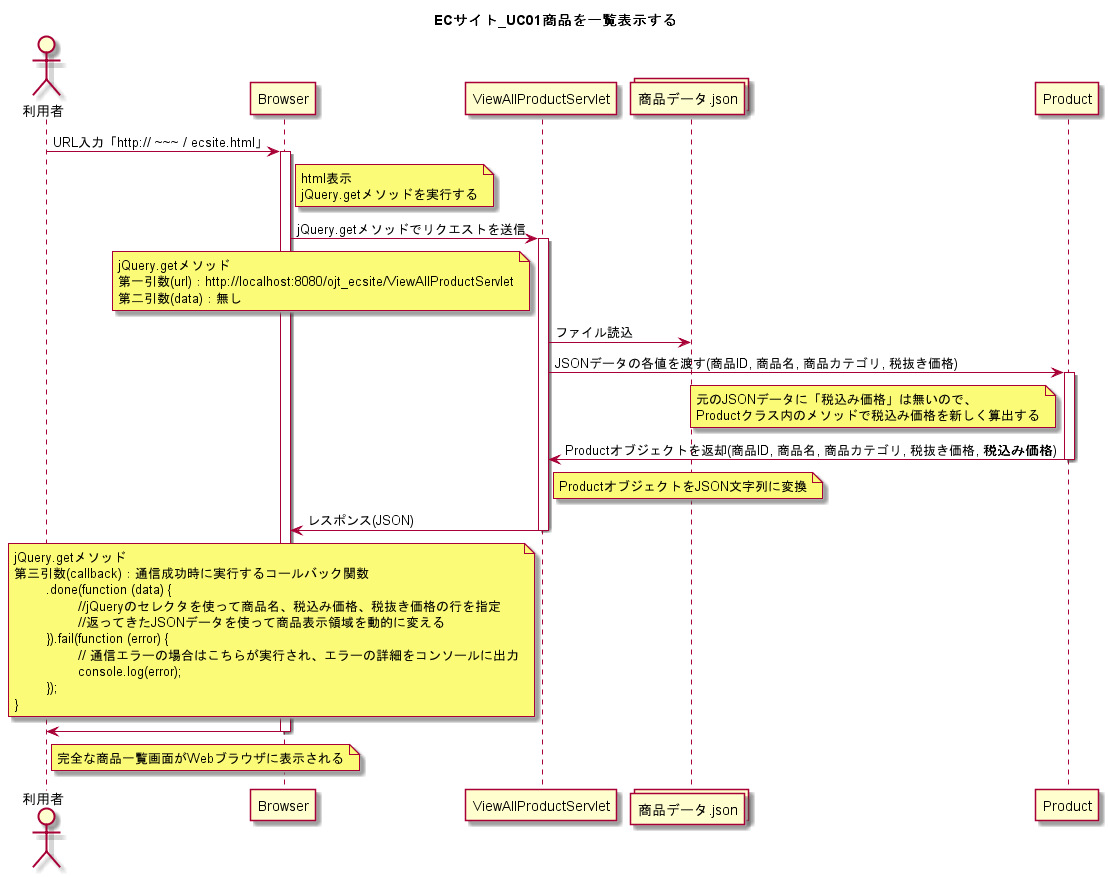 ECサイト_UC01商品を一覧表示する
利用者
Browser
ViewAllProductServlet
商品データ.json
Product
URL入力「http:// ~~~ / ecsite.html」
html表示
jQuery.getメソッドを実行する
jQuery.getメソッドでリクエストを送信
jQuery.getメソッド
第一引数(url) : http://localhost:8080/ojt_ecsite/ViewAllProductServlet
第二引数(data) : 無し
ファイル読込
JSONデータの各値を渡す(商品ID, 商品名, 商品カテゴリ, 税抜き価格)
元のJSONデータに「税込み価格」は無いので、
Productクラス内のメソッドで税込み価格を新しく算出する
Productオブジェクトを返却(商品ID, 商品名, 商品カテゴリ, 税抜き価格, 税込み価格)
ProductオブジェクトをJSON文字列に変換
レスポンス(JSON)
jQuery.getメソッド
第三引数(callback) : 通信成功時に実行するコールバック関数
.done(function (data) {
//jQueryのセレクタを使って商品名、税込み価格、税抜き価格の行を指定
//返ってきたJSONデータを使って商品表示領域を動的に変える
}).fail(function (error) {
// 通信エラーの場合はこちらが実行され、エラーの詳細をコンソールに出力
console.log(error);
});
}
完全な商品一覧画面がWebブラウザに表示される
利用者
Browser
ViewAllProductServlet
商品データ.json
Product